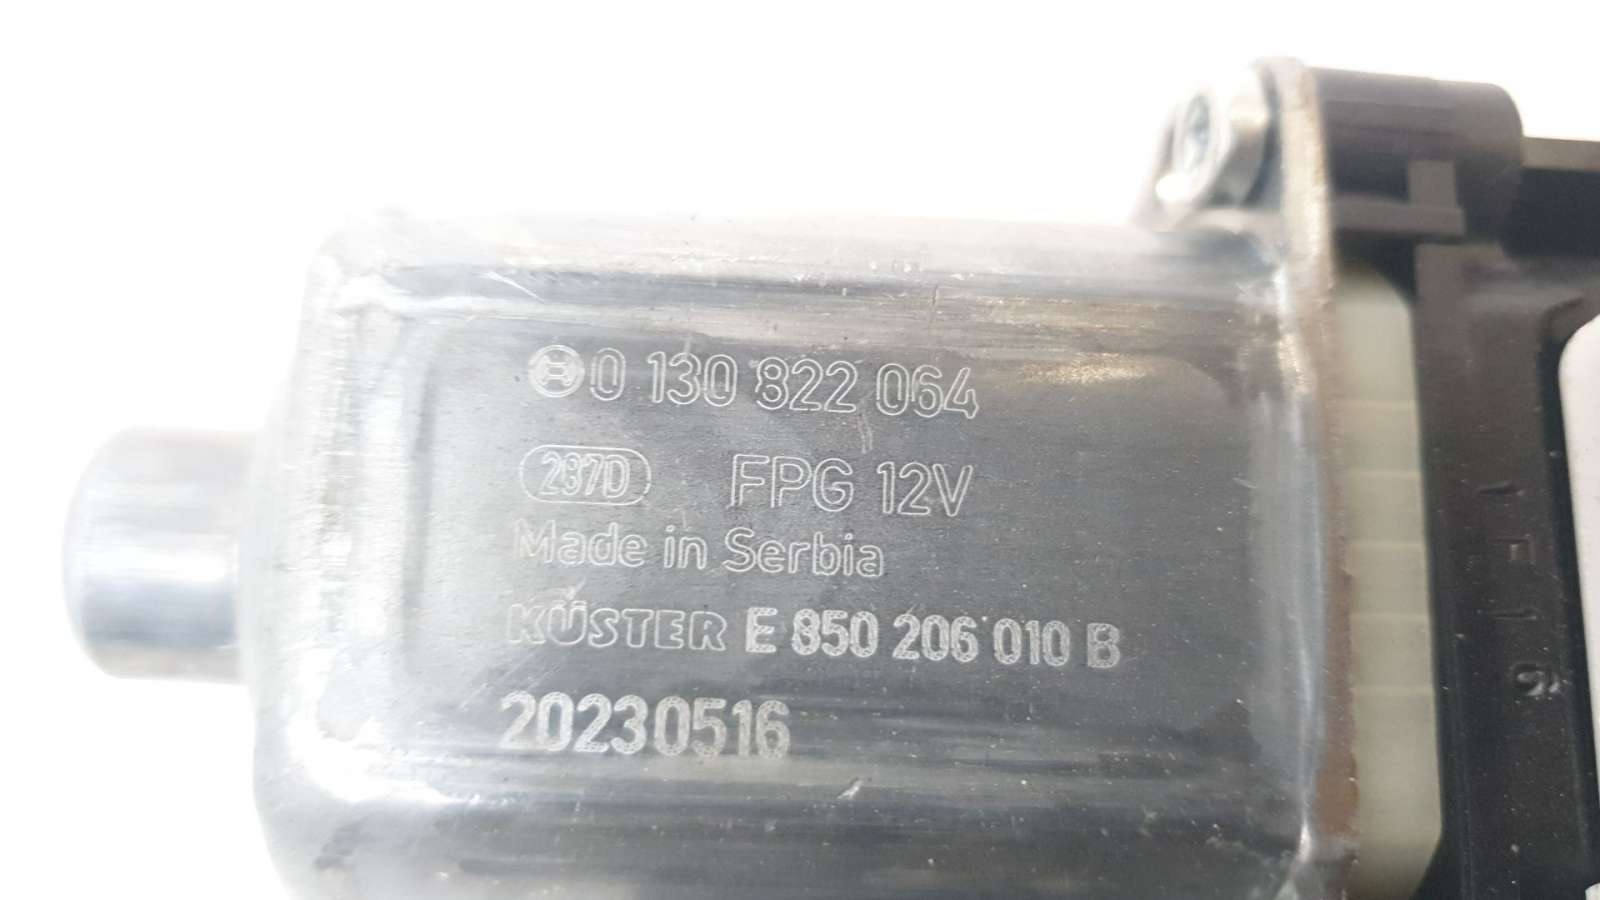 0 130 822 064
287D FPG 12V
Made in Serbia
KÜSTER E 850 206 010 B
20230516